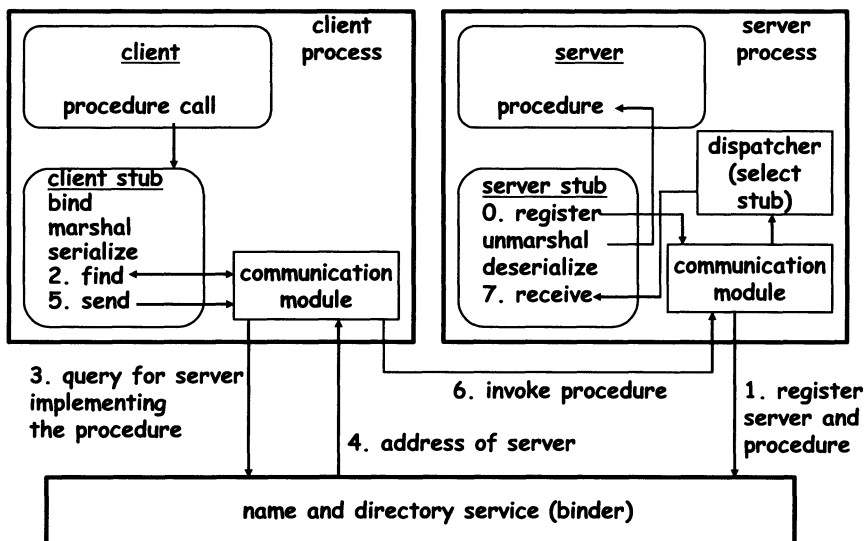 client
process
client
procedure call
client stub
bind
marshal
serialize
2. find
5. send
communication
module
server
process
server
procedure
dispatcher
(select
stub)
server stub
0. register
unmarshal
deserialize
7. receive
communication
module
3. query for server
implementing
the procedure
4. address of server
6. invoke procedure
1. register
server and
procedure
name and directory service (binder)